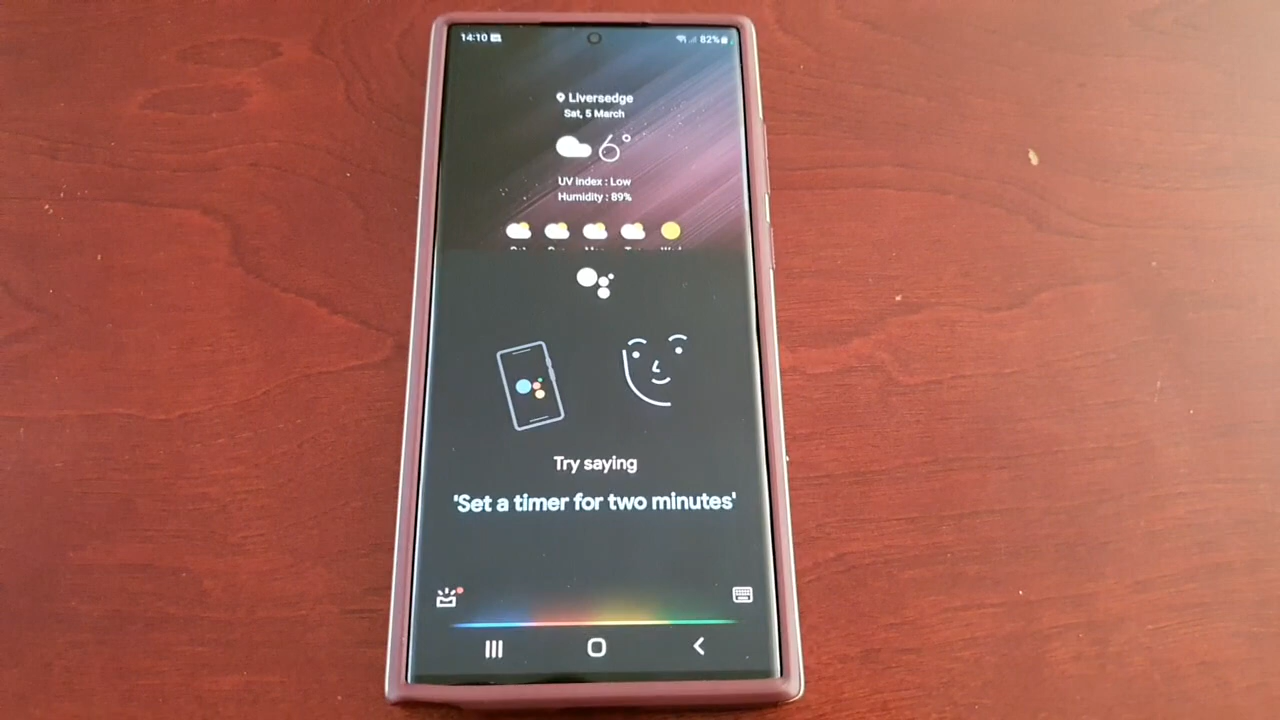 14:10
82%
Liversedge
Sat, 5 March
6°
UV index : Low
Humidity : 89%
Try saying
'Set a timer for two minutes'